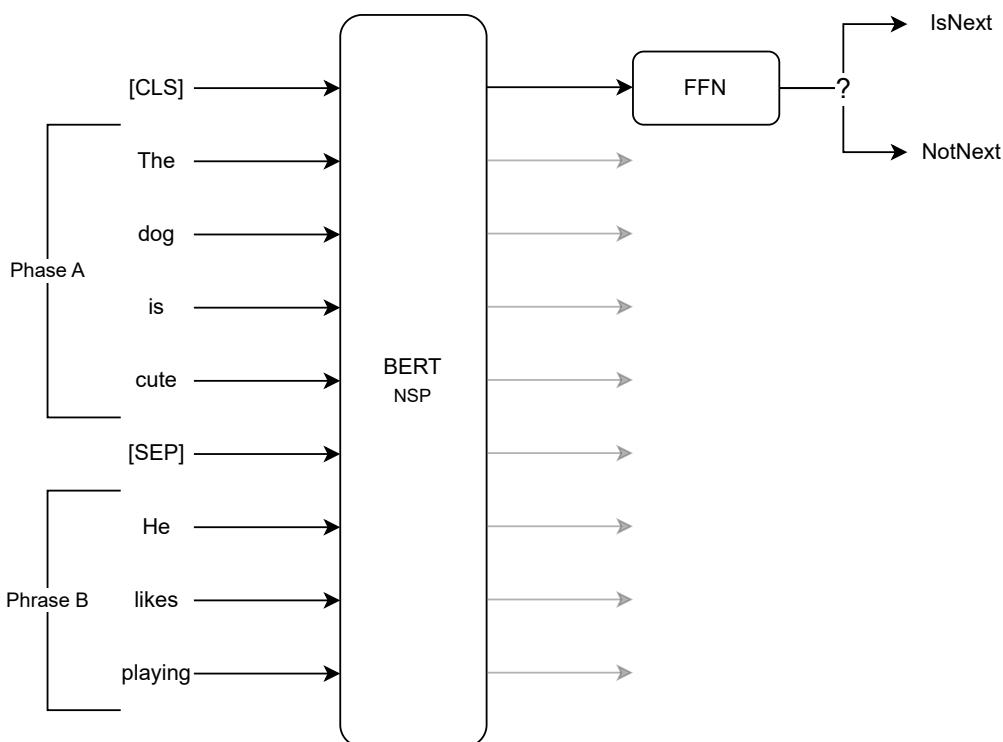 IsNext
[CLS]
FFN
?
The
NotNext
dog
Phase A
is
BERT
NSP
cute
[SEP]
He
Phrase B
likes
playing